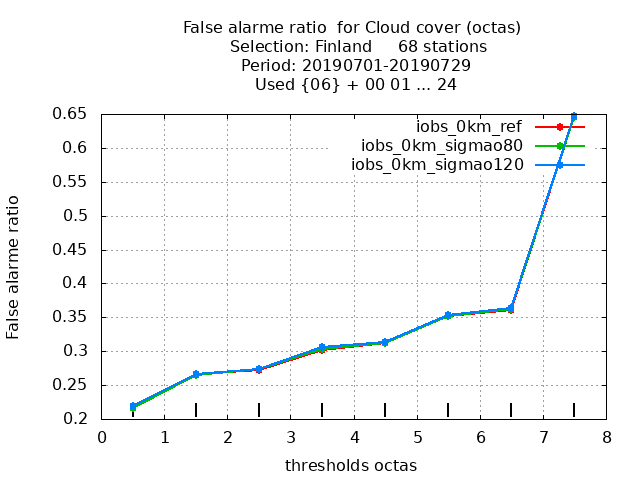 False alarme ratio  for Cloud cover (octas)
Selection: Finland     68 stations
Period: 20190701-20190729
Used {06} + 00 01 ... 24
iobs_0km_ref
iobs_0km_sigmao80
iobs_0km_sigmao120
False alarme ratio
0.65
0.6
0.55
0.5
0.45
0.4
0.35
0.3
0.25
0.2
0 1 2 3 4 5 6 7 8
thresholds octas